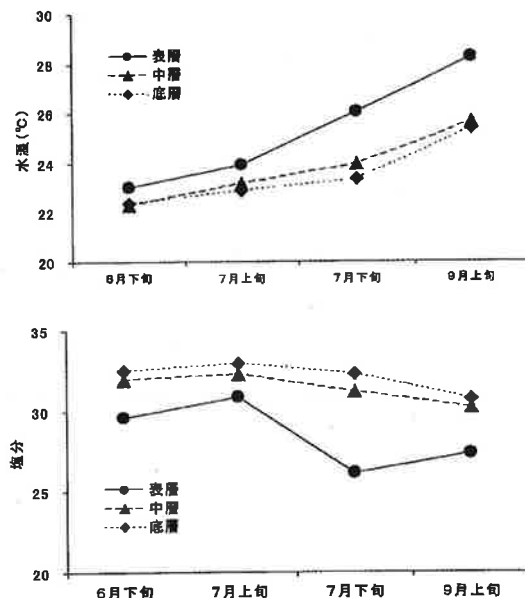 30
28
26
24
22
20
水温(℃)
表層
中層
底層
6月下旬 7月上旬 7月下旬 9月上旬
35
30
25
20
塩分
表層
中層
底層
6月下旬 7月上旬 7月下旬 9月上旬